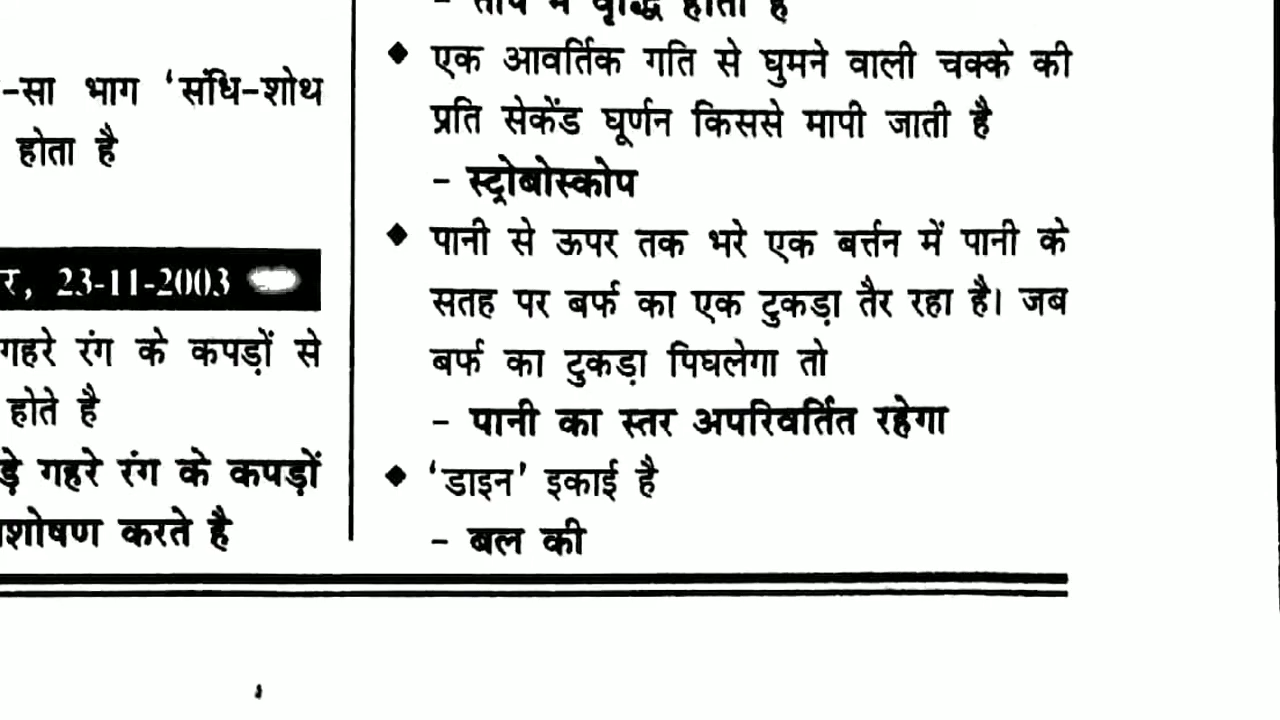 -सा भाग 'संधि-शोथ
होता है
र, 23-11-2003
गहरे रंग के कपड़ों से
होते है
ड़े गहरे रंग के कपड़ों
शोषण करते है
- ताप में वृद्धि होती है
◆ एक आवर्तिक गति से घुमने वाली चक्के की
प्रति सेकेंड घूर्णन किससे मापी जाती है
- स्ट्रोबोस्कोप
◆ पानी से ऊपर तक भरे एक बर्त्तन में पानी के
सतह पर बर्फ का एक टुकड़ा तैर रहा है। जब
बर्फ का टुकड़ा पिघलेगा तो
- पानी का स्तर अपरिवर्तित रहेगा
◆ 'डाइन' इकाई है
- बल की